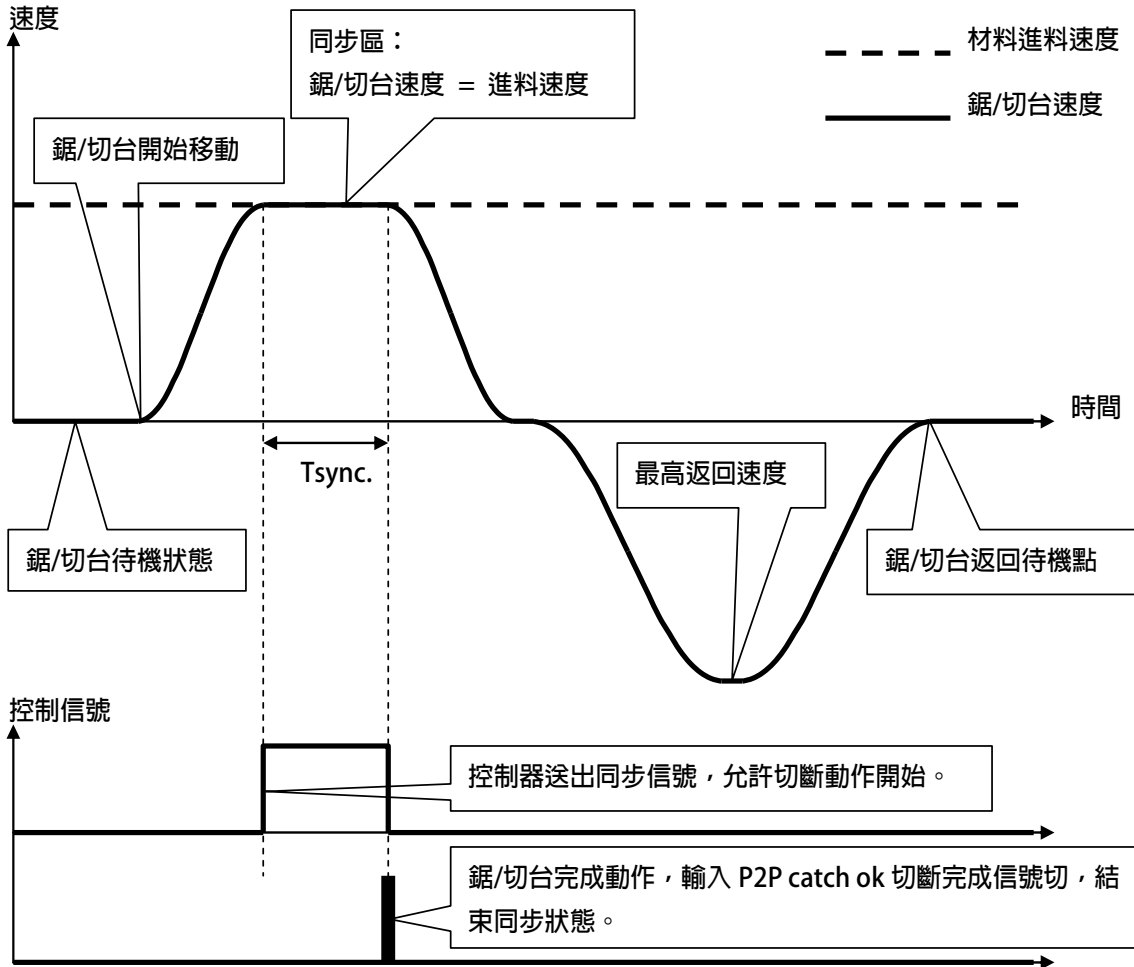 速度
同步區：
鋸/切台速度 = 進料速度
材料進料速度
鋸/切台速度
鋸/切台開始移動
時間
Tsync.
最高返回速度
鋸/切台待機狀態
鋸/切台返回待機點
控制信號
控制器送出同步信號，允許切斷動作開始。
鋸/切台完成動作，輸入 P2P catch ok 切斷完成信號切，結
束同步狀態。